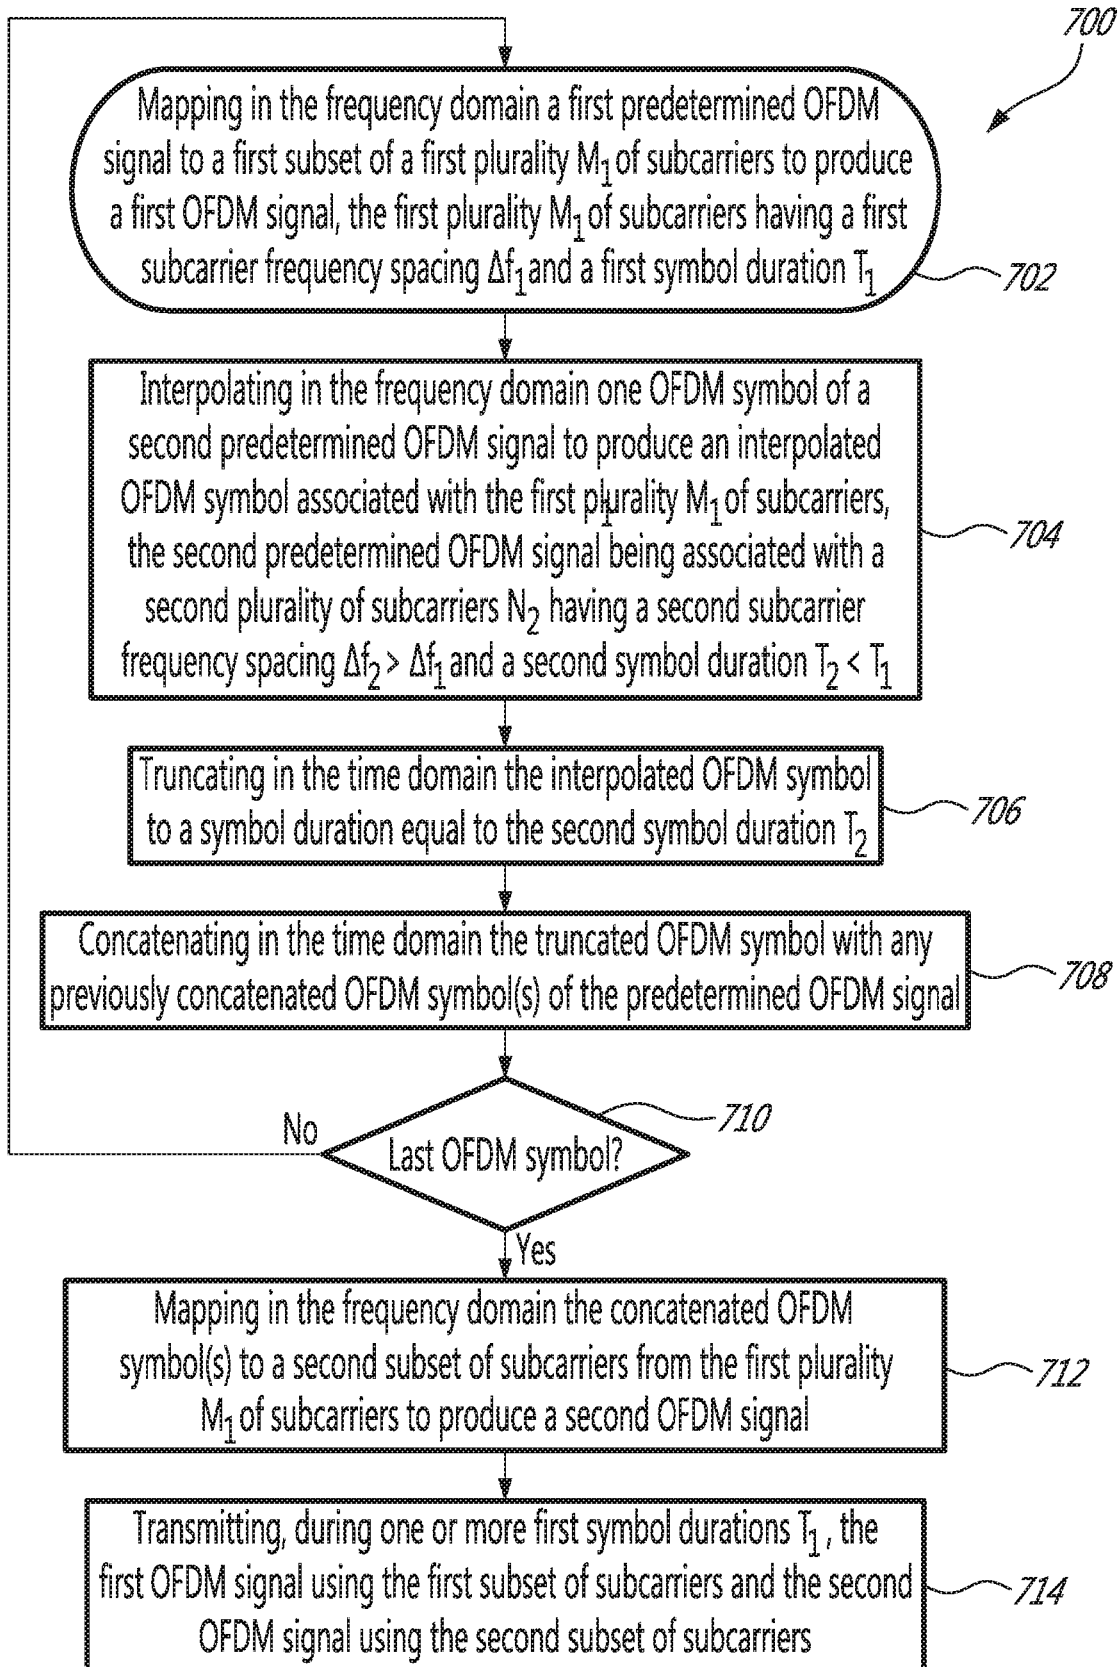 700
Mapping in the frequency domain a first predetermined OFDM
signal to a first subset of a first plurality M1 of subcarriers to produce
a first OFDM signal, the first plurality M1 of subcarriers having a first
subcarrier frequency spacing Δf1 and a first symbol duration T1
702
Interpolating in the frequency domain one OFDM symbol of a
second predetermined OFDM signal to produce an interpolated
OFDM symbol associated with the first plurality M1 of subcarriers,
the second predetermined OFDM signal being associated with a
second plurality of subcarriers N2 having a second subcarrier
frequency spacing Δf2 > Δf1 and a second symbol duration T2 < T1
704
Truncating in the time domain the interpolated OFDM symbol
to a symbol duration equal to the second symbol duration T2
706
Concatenating in the time domain the truncated OFDM symbol with any
previously concatenated OFDM symbol(s) of the predetermined OFDM signal
708
710
No
Last OFDM symbol?
Yes
Mapping in the frequency domain the concatenated OFDM
symbol(s) to a second subset of subcarriers from the first plurality
M1 of subcarriers to produce a second OFDM signal
712
Transmitting, during one or more first symbol durations T1, the
first OFDM signal using the first subset of subcarriers and the second
OFDM signal using the second subset of subcarriers
714